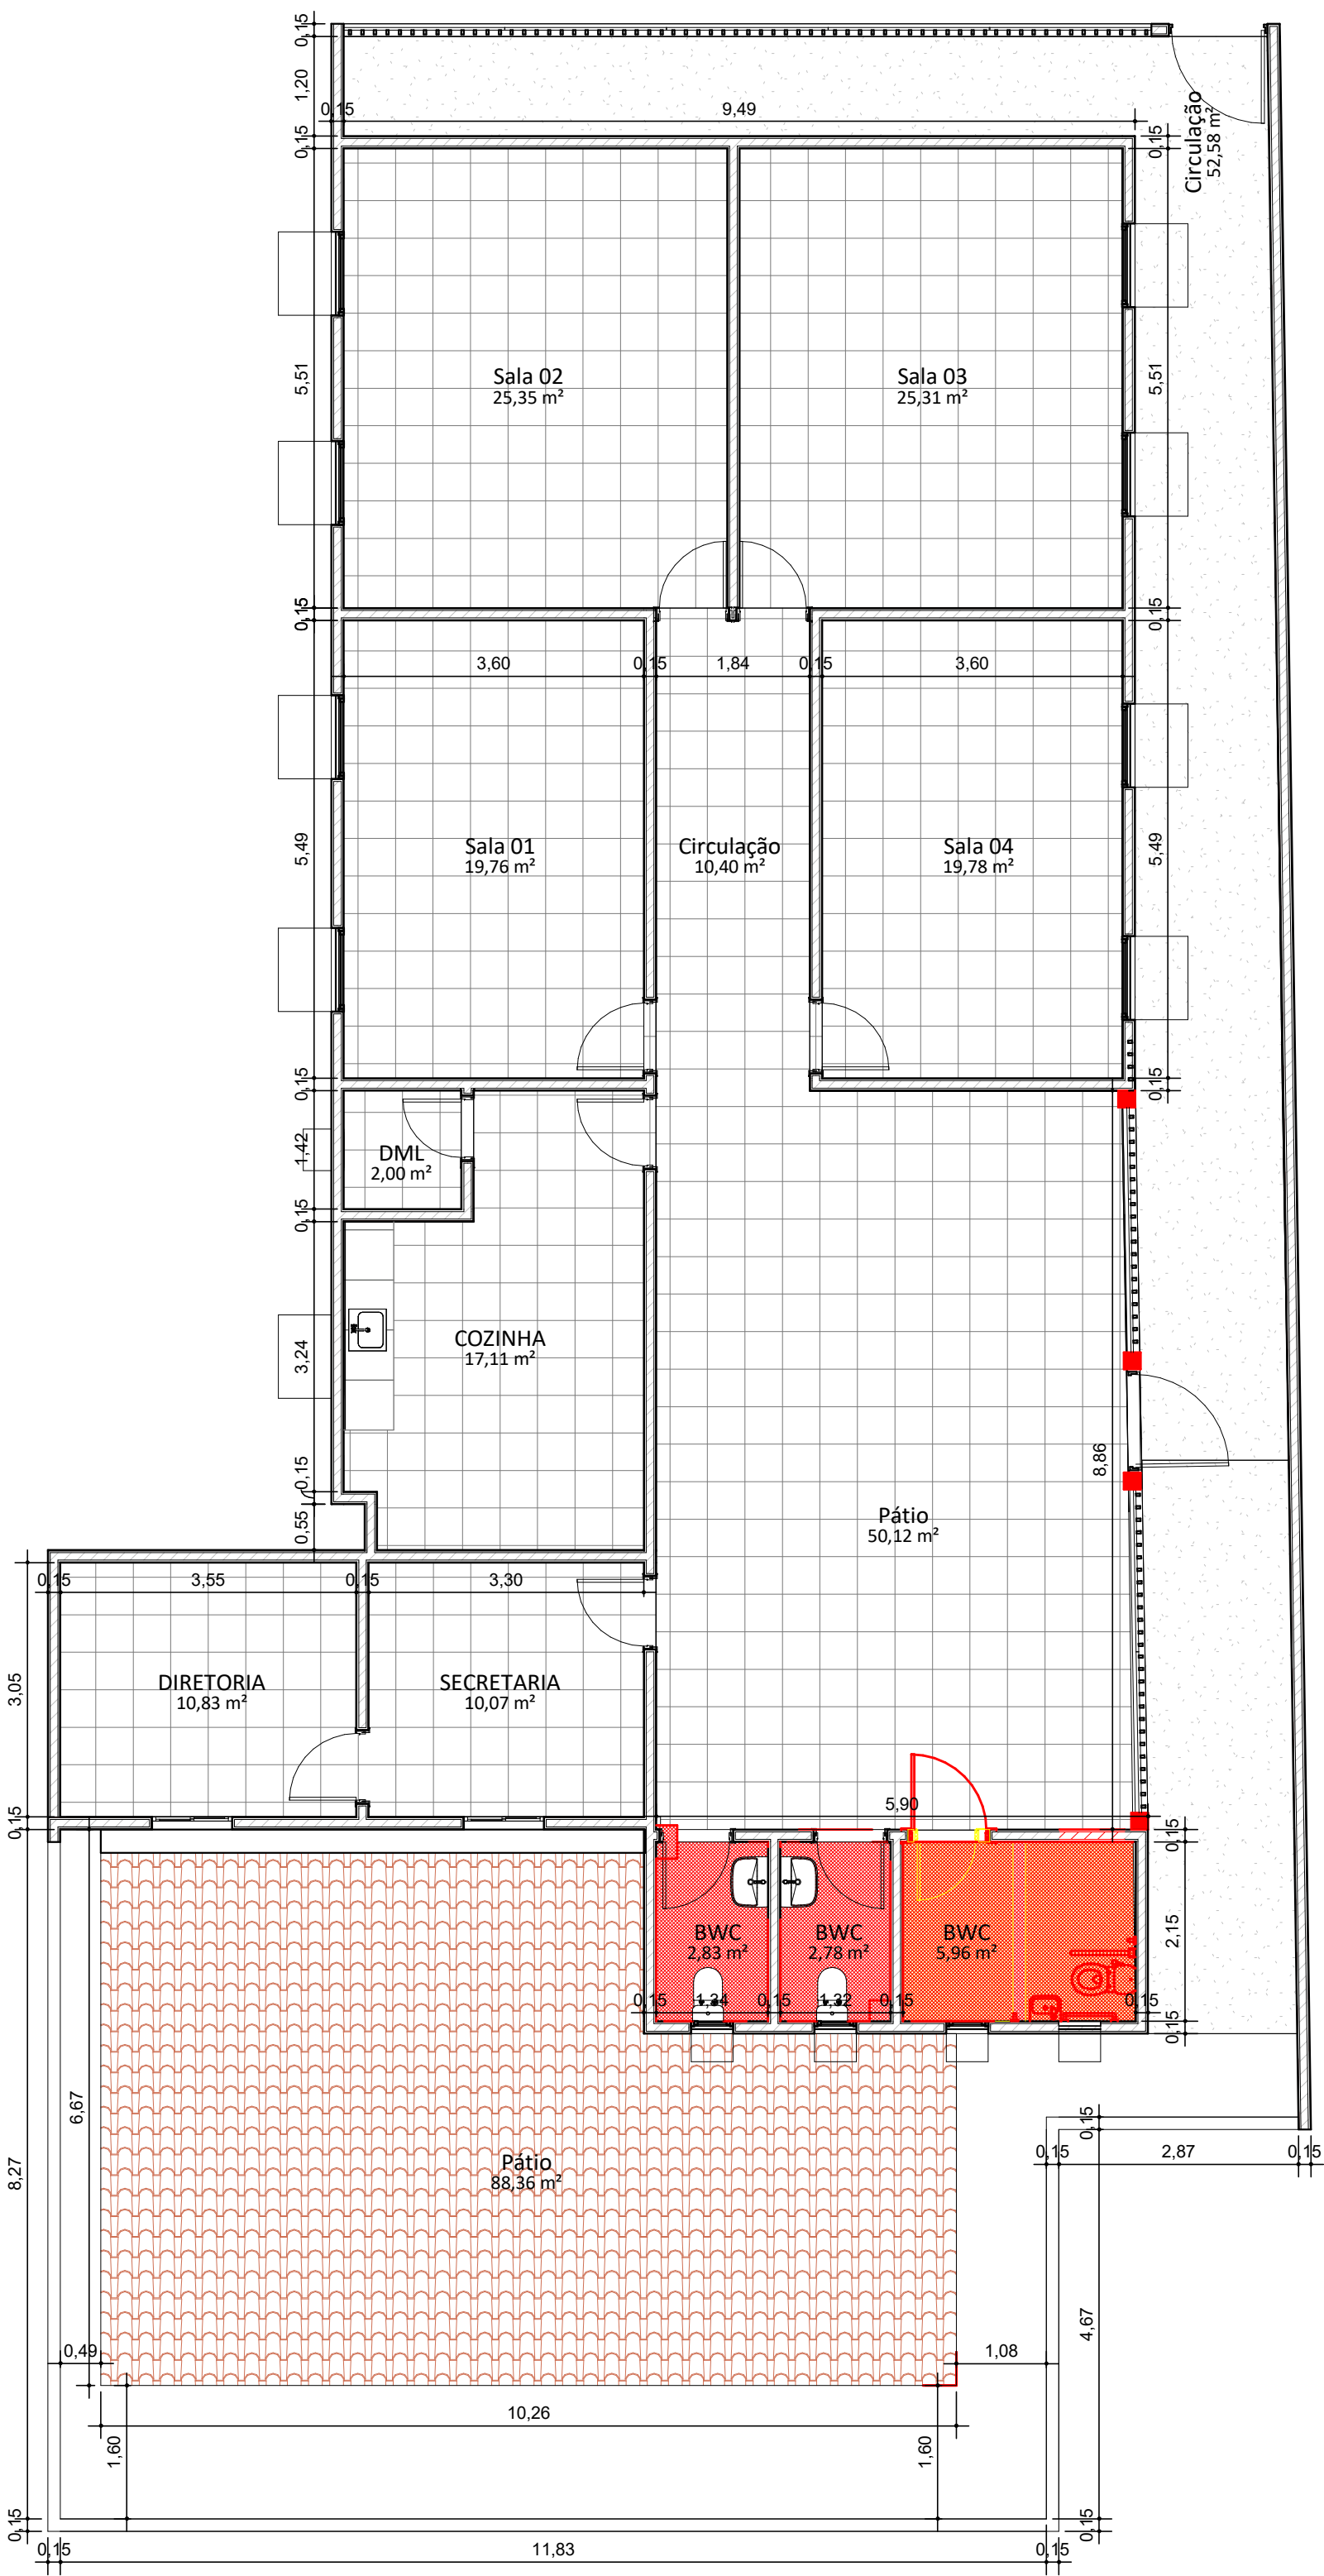 0,15
1,20
0,15
9,49
0,15
0,15
Circulação
52,58 m²
Sala 02
25,35 m²
Sala 03
25,31 m²
5,51
5,51
0,15
0,15
3,60
0,15
1,84
0,15
3,60
Sala 01
19,76 m²
Circulação
10,40 m²
Sala 04
19,78 m²
5,49
5,49
0,15
0,15
1,42
DML
2,00 m²
0,15
COZINHA
17,11 m²
3,24
0,15
0,55
8,86
Pátio
50,12 m²
0,15
3,55
0,15
3,30
DIRETORIA
10,83 m²
SECRETARIA
10,07 m²
3,05
0,15
5,90
0,15
BWC
2,83 m²
BWC
2,78 m²
BWC
5,96 m²
2,15
0,15
1,34
0,15
1,32
0,15
0,15
0,15
6,67
8,27
Pátio
88,36 m²
0,15
0,15
2,87
0,15
4,67
0,49
1,08
10,26
1,60
1,60
0,15
0,15
0,15
11,83
0,15